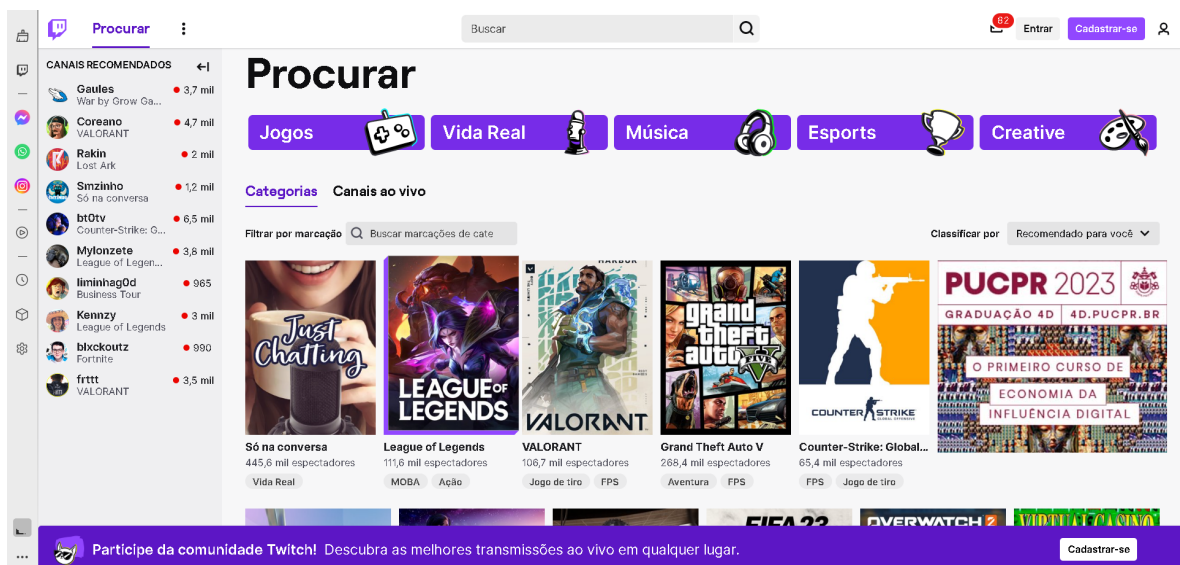 Procurar
Buscar
62
Entrar
Cadastrar-se
CANAIS RECOMENDADOS
Gaules
3,7 mil
War by Grow Ga...
Coreano
4,7 mil
VALORANT
Rakin
2 mil
Lost Ark
Smzinho
1,2 mil
Só na conversa
bt0tv
6,5 mil
Counter-Strike: G...
Mylonzete
3,8 mil
League of Legen...
liminhag0d
965
Business Tour
Kennzy
3 mil
League of Legends
blxckoutz
990
Fortnite
frttt
3,5 mil
VALORANT
Procurar
Jogos
Vida Real
Música
Esports
Creative
Categorias
Canais ao vivo
Filtrar por marcação
Buscar marcações de cate
Classificar por
Recomendado para você
Just
Chatting
LEAGUE OF
LEGENDS
HARBOR
VALORANT
grand
theft
auto
FIVE
COUNTER STRIKE
GLOBAL OFFENSIVE
PUCPR 2023
GRADUAÇÃO 4D
4D.PUCPR.BR
O PRIMEIRO CURSO DE
ECONOMIA DA
INFLUÊNCIA DIGITAL
Só na conversa
445,6 mil espectadores
Vida Real
League of Legends
111,6 mil espectadores
MOBA
Ação
VALORANT
106,7 mil espectadores
Jogo de tiro
FPS
Grand Theft Auto V
268,4 mil espectadores
Aventura
FPS
Counter-Strike: Global...
65,4 mil espectadores
FPS
Jogo de tiro
FIFA 23
OVERWATCH 2
VIRTUAL CASINO
Participe da comunidade Twitch! Descubra as melhores transmissões ao vivo em qualquer lugar.
Cadastrar-se